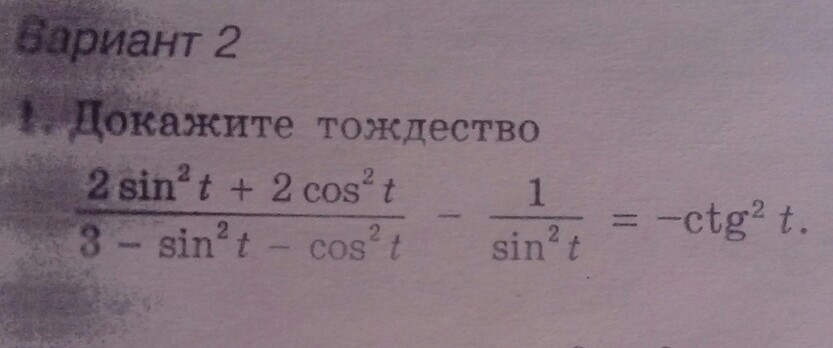 Вариант 2
1. Докажите тождество
2 sin² t + 2 cos² t / 3 − sin² t − cos² t − 1 / sin² t = −ctg² t.